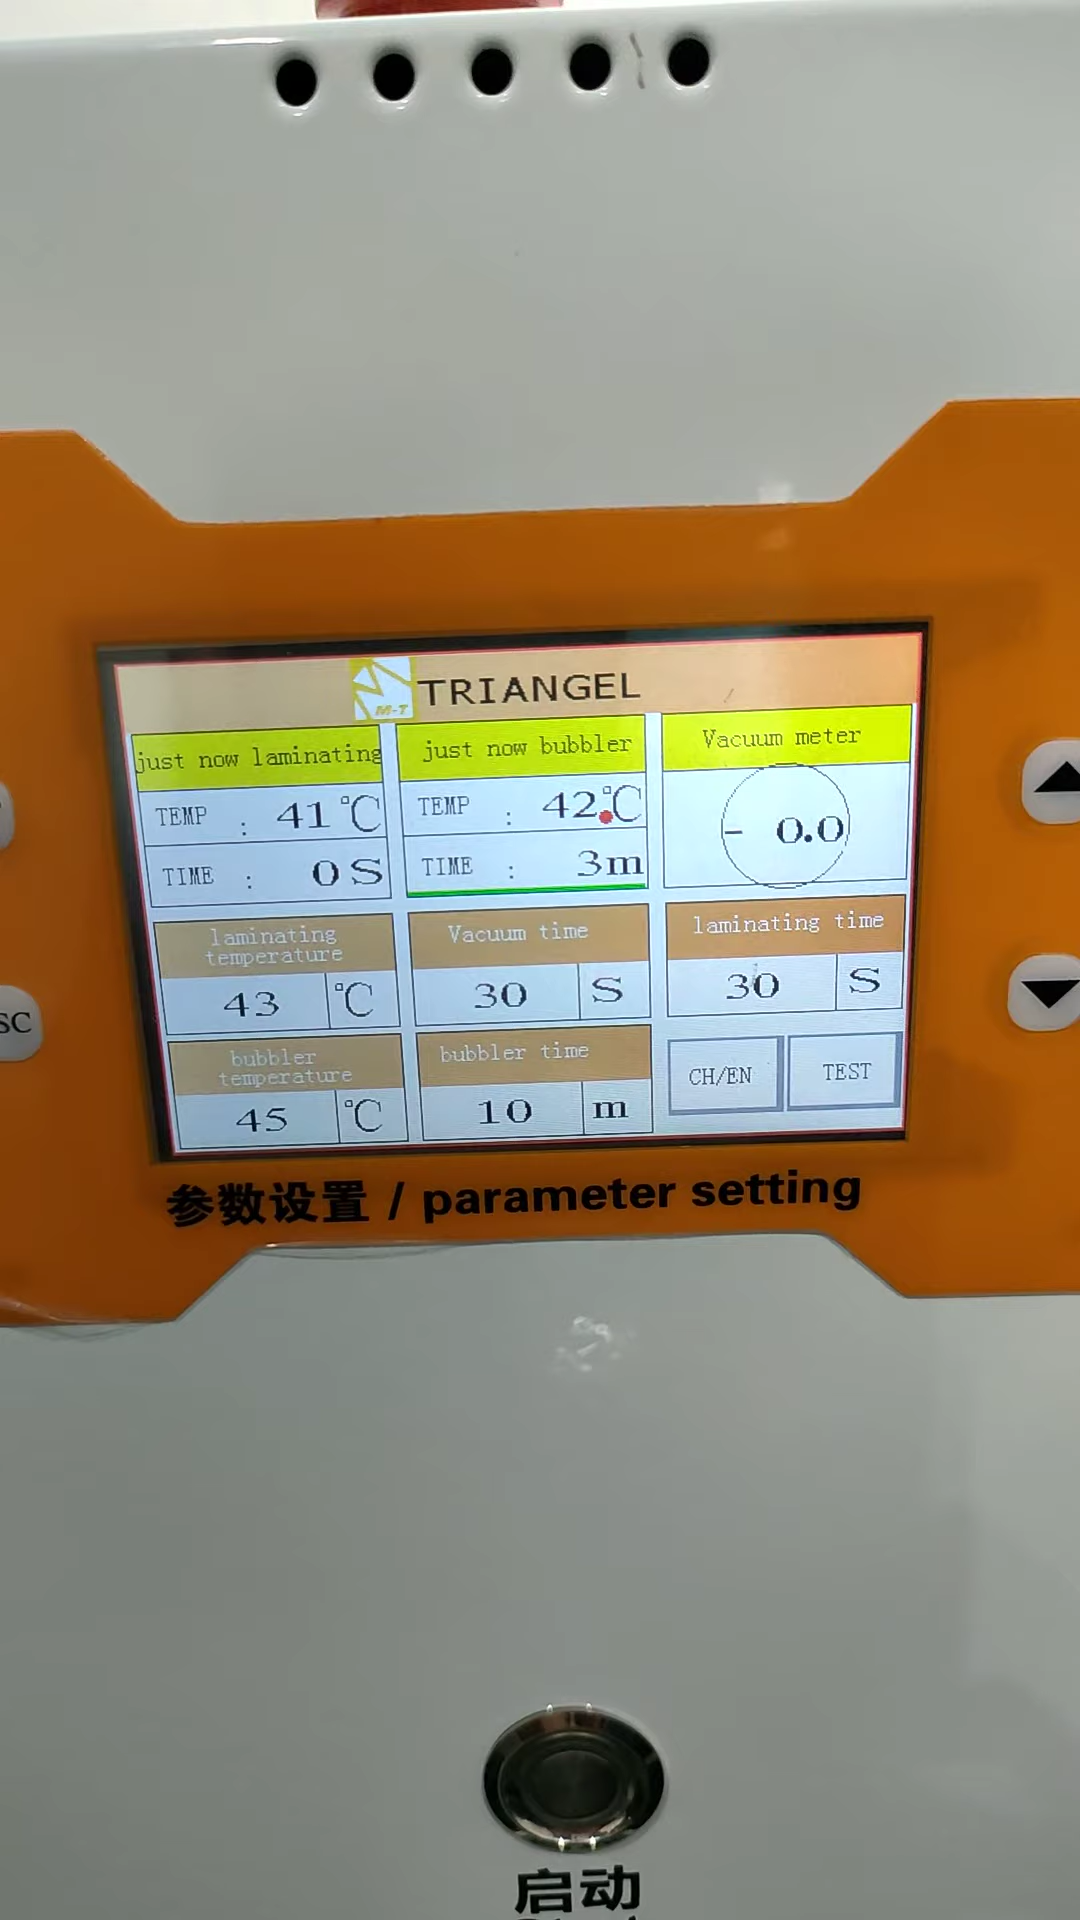 M-T TRIANGEL
just now laminating
TEMP : 41 ℃
TIME : 0 S
just now bubbler
TEMP : 42 ℃
TIME : 3m
Vacuum meter
- 0.0
laminating temperature
43 ℃
Vacuum time
30 S
laminating time
30 S
bubbler temperature
45 ℃
bubbler time
10 m
CH/EN
TEST
SC
参数设置 / parameter setting
启动